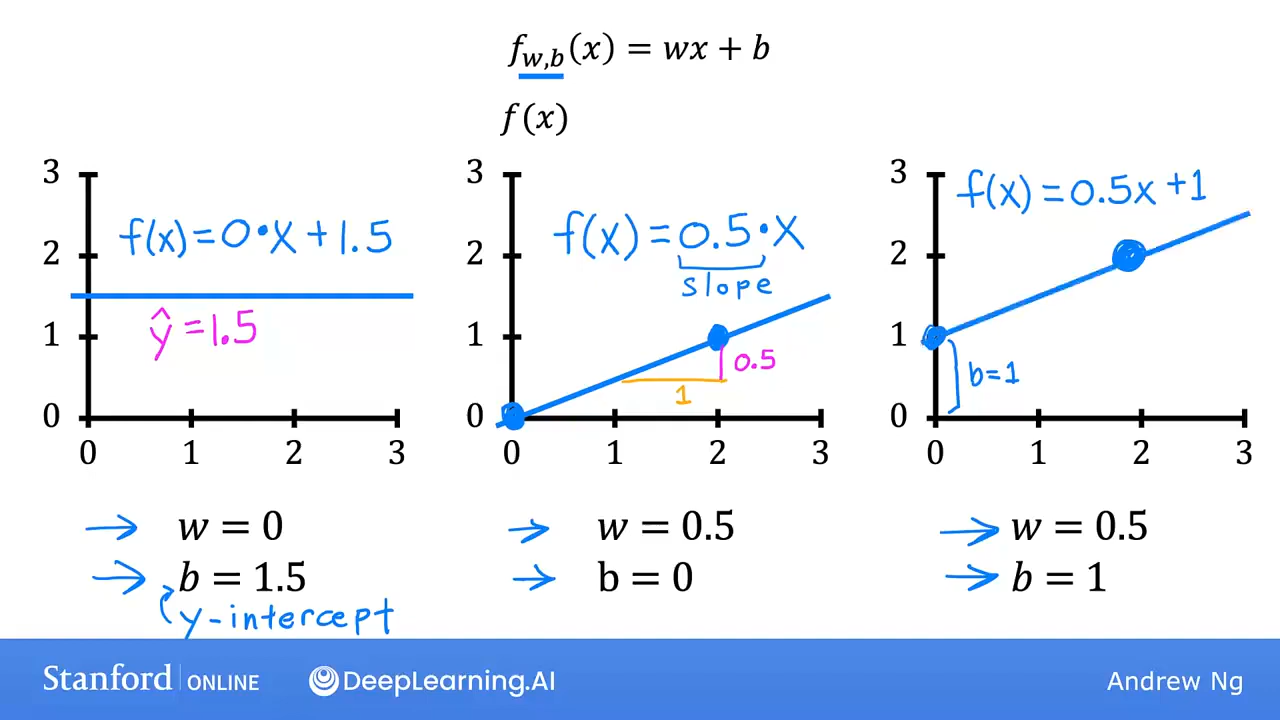 f_{w,b}(x) = wx + b
f(x)
3
2
1
0
0 1 2 3
f(x)=0·x+1.5
ŷ=1.5
→ w = 0
→ b = 1.5
y-intercept
3
2
1
0
0 1 2 3
f(x)=0.5·x
slope
0.5
1
→ w = 0.5
→ b = 0
3
2
1
0
0 1 2 3
f(x)=0.5x+1
b=1
→ w = 0.5
→ b = 1
Stanford | ONLINE DeepLearning.AI Andrew Ng